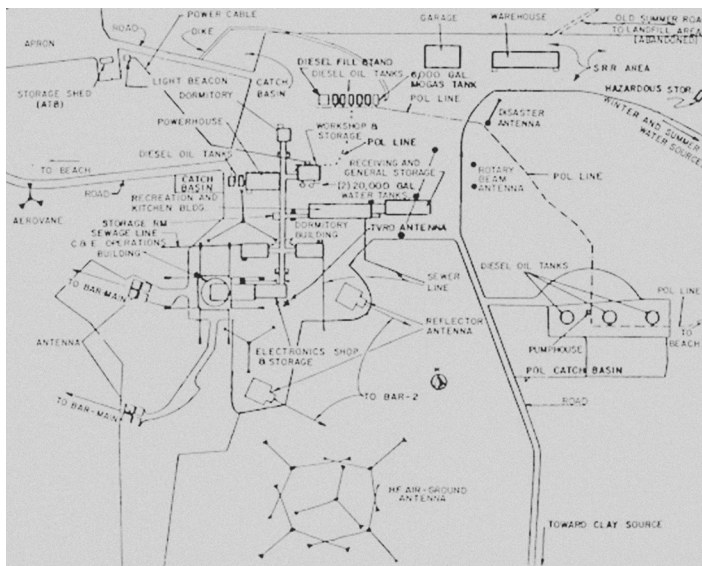 POWER CABLE
ROAD
DIKE
APRON
GARAGE
WAREHOUSE
OLD SUMMER ROAD
TO LANDFILL AREA
(ABANDONED)
DIESEL FILL STAND
DIESEL OIL TANKS
6,000 GAL
MOGAS TANK
S.R.R. AREA
LIGHT BEACON
CATCH
BASIN
STORAGE SHED
(ATB)
HAZARDOUS STOR.
DORMITORY
POL LINE
DISASTER
ANTENNA
WINTER AND SUMMER
WATER SOURCE
POWERHOUSE
WORKSHOP &
STORAGE
POL LINE
DIESEL OIL TANKS
RECEIVING AND
GENERAL STORAGE
TO BEACH
ROTARY
BEAM
ANTENNA
POL LINE
CATCH
BASIN
(2) 20,000 GAL
WATER TANKS
ROAD
RECREATION AND
KITCHEN BLDG
AEROVANE
STORAGE RM
SEWAGE LINE
DORMITORY
BUILDING
TVRO ANTENNA
C & E OPERATIONS
BUILDING
SEWER
LINE
DIESEL OIL TANKS
TO BAR-MAIN
POL LINE
REFLECTOR
ANTENNA
TO
BEACH
ANTENNA
ELECTRONICS SHOP
& STORAGE
PUMPHOUSE
POL CATCH BASIN
TO BAR-MAIN
TO BAR-2
ROAD
H.F. AIR-GROUND
ANTENNA
TOWARD CLAY SOURCE